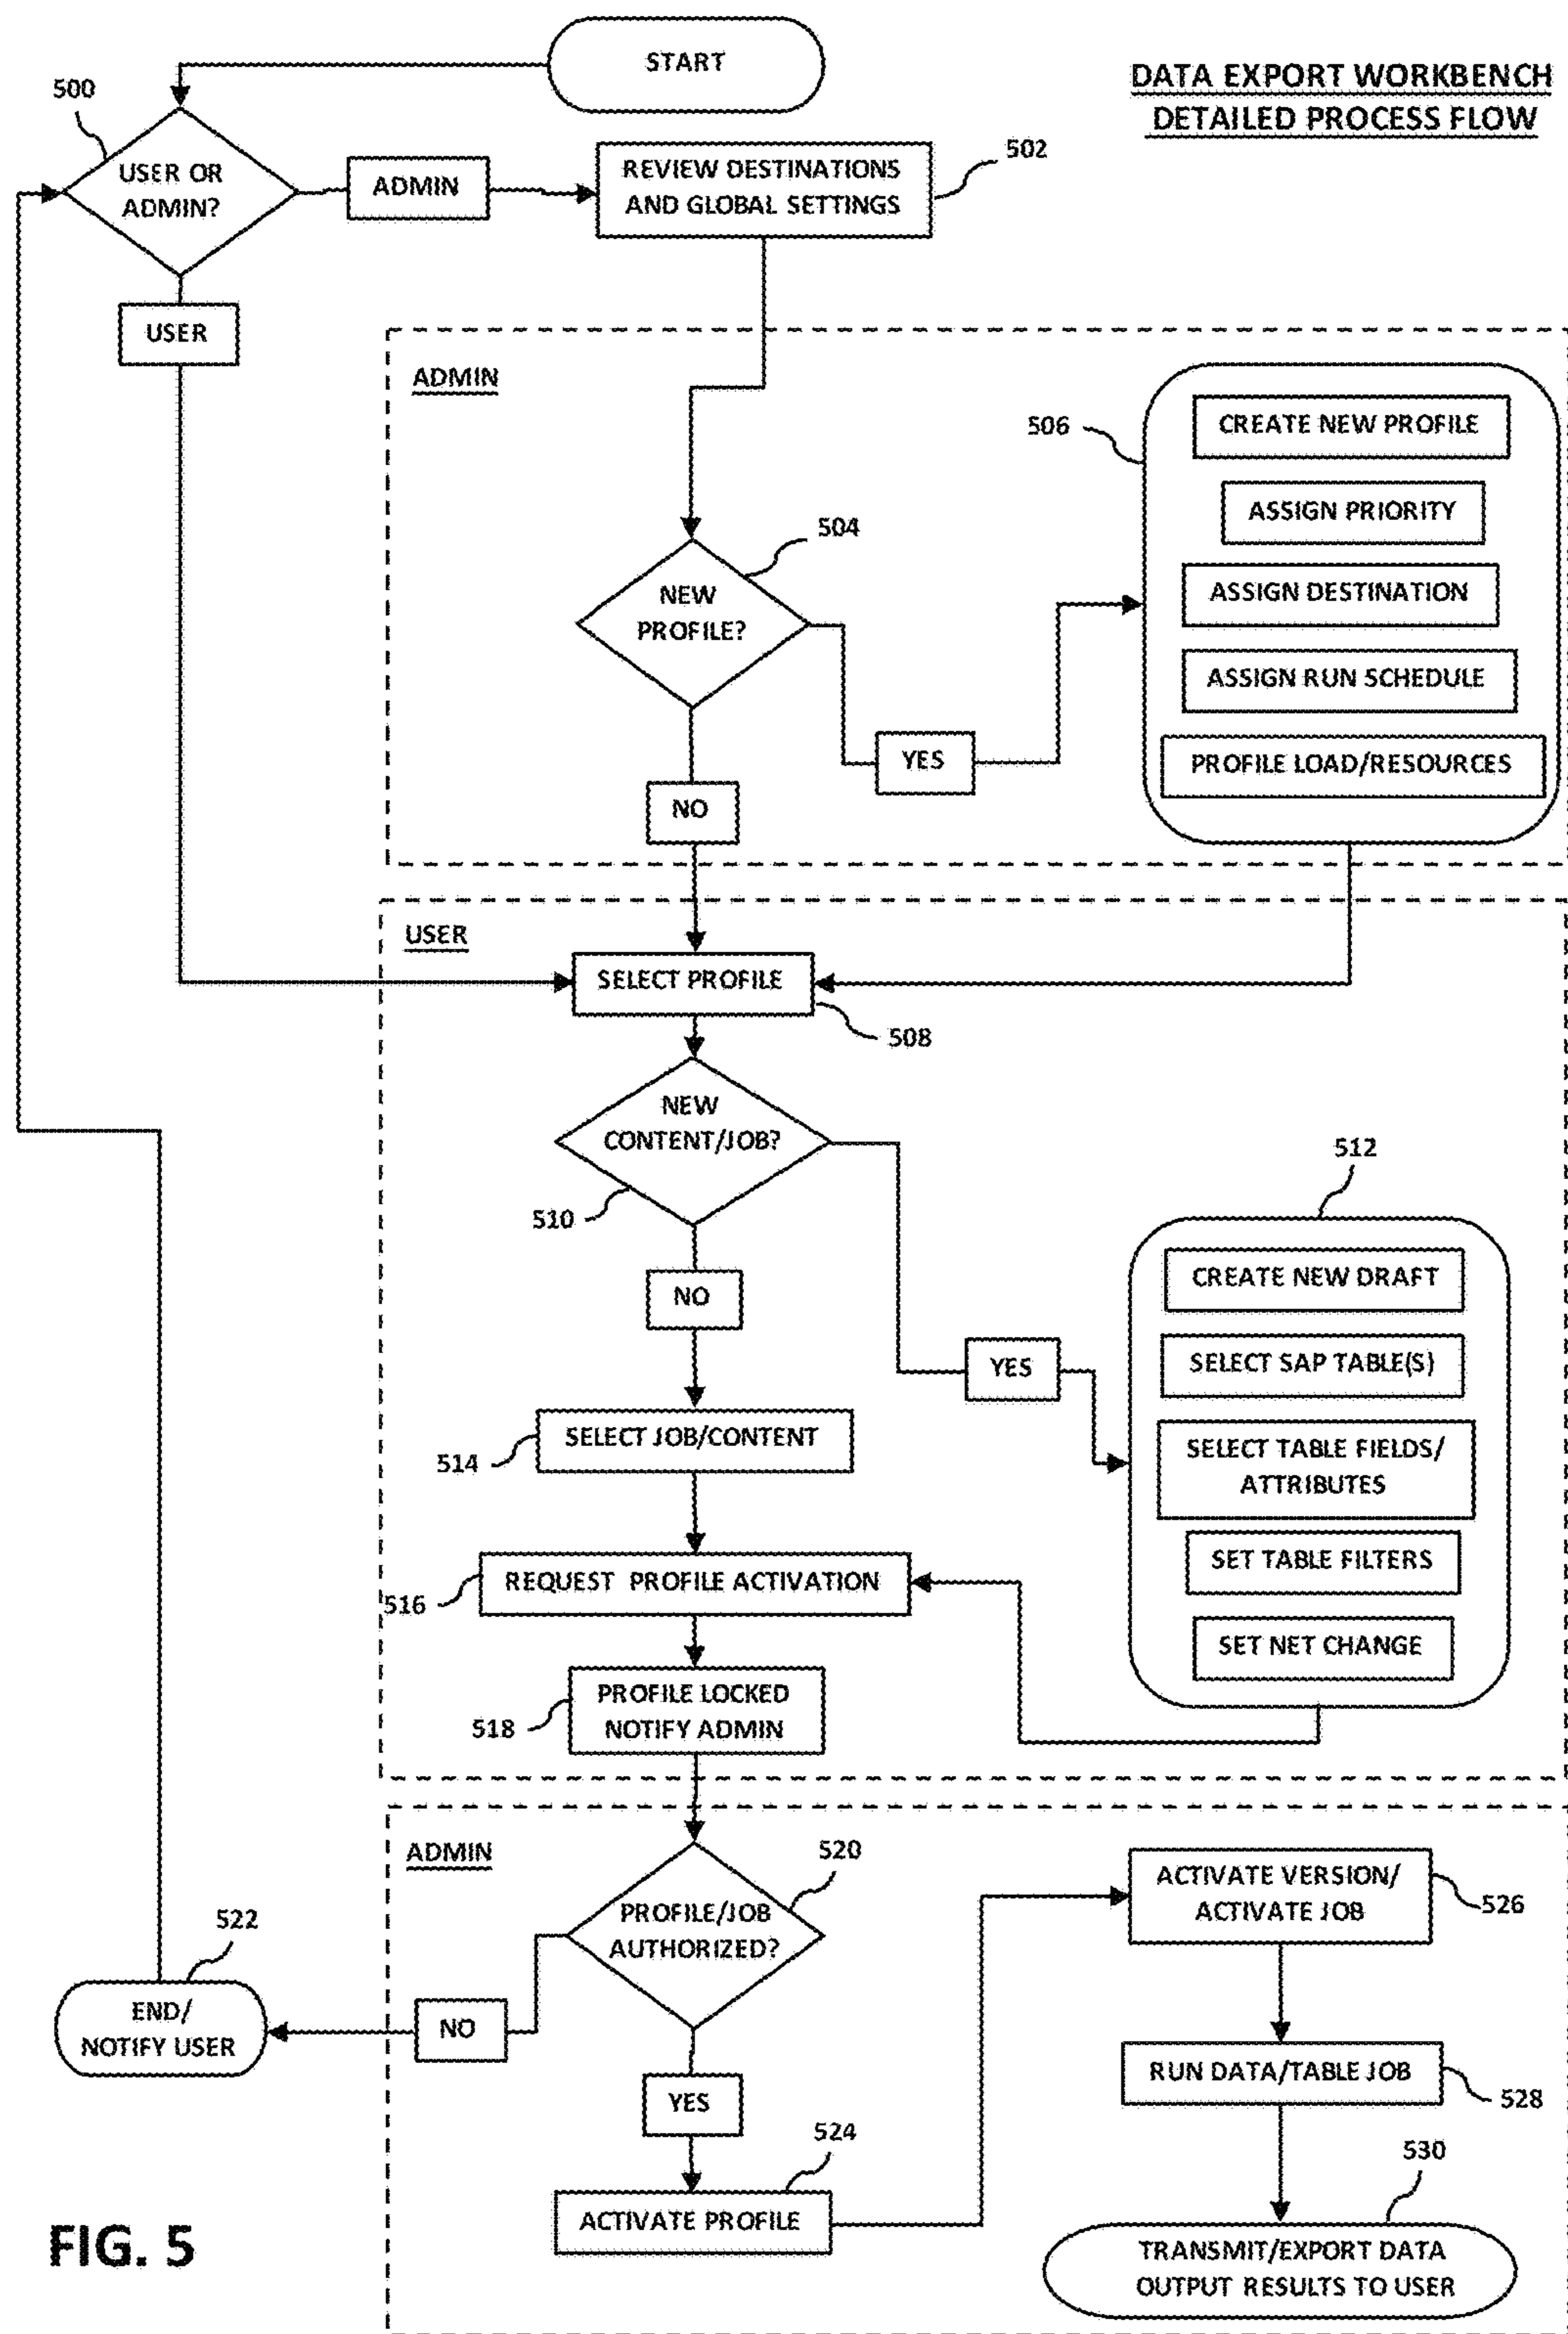 START
DATA EXPORT WORKBENCH
DETAILED PROCESS FLOW
500
USER OR
ADMIN?
ADMIN
REVIEW DESTINATIONS
AND GLOBAL SETTINGS
502
USER
ADMIN
506
CREATE NEW PROFILE
ASSIGN PRIORITY
ASSIGN DESTINATION
ASSIGN RUN SCHEDULE
PROFILE LOAD/RESOURCES
504
NEW
PROFILE?
YES
NO
USER
SELECT PROFILE
508
NEW
CONTENT/JOB?
510
NO
YES
512
CREATE NEW DRAFT
SELECT SAP TABLE(S)
SELECT TABLE FIELDS/
ATTRIBUTES
SET TABLE FILTERS
SET NET CHANGE
SELECT JOB/CONTENT
514
REQUEST PROFILE ACTIVATION
516
PROFILE LOCKED
NOTIFY ADMIN
518
ADMIN
520
PROFILE/JOB
AUTHORIZED?
522
END/
NOTIFY USER
NO
YES
524
ACTIVATE PROFILE
ACTIVATE VERSION/
ACTIVATE JOB
526
RUN DATA/TABLE JOB
528
530
TRANSMIT/EXPORT DATA
OUTPUT RESULTS TO USER
FIG. 5